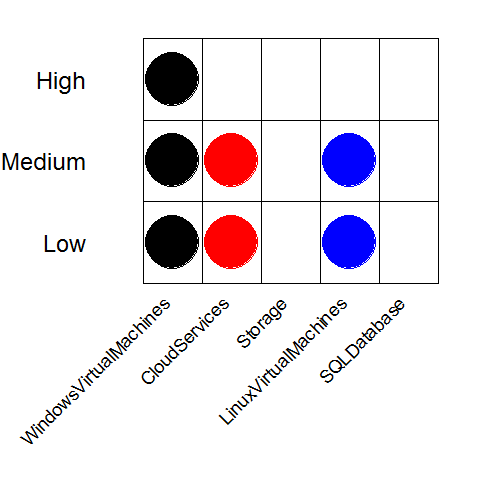 High
Medium
Low
WindowsVirtualMachines
CloudServices
Storage
LinuxVirtualMachines
SQLDatabase